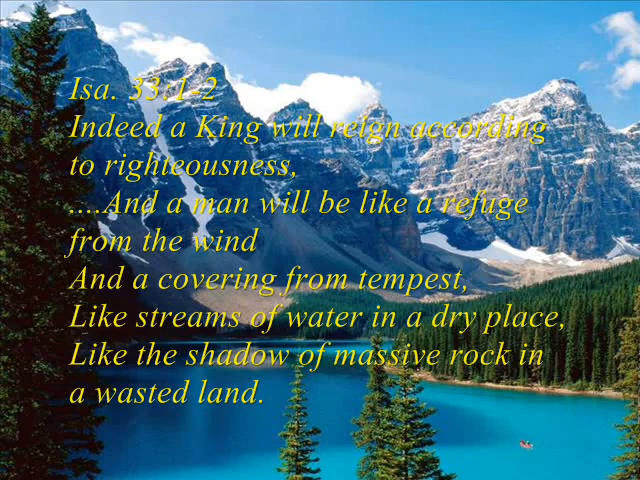 Isa. 33:1-2
Indeed a King will reign according
to righteousness,
....And a man will be like a refuge
from the wind
And a covering from tempest,
Like streams of water in a dry place,
Like the shadow of massive rock in
a wasted land.